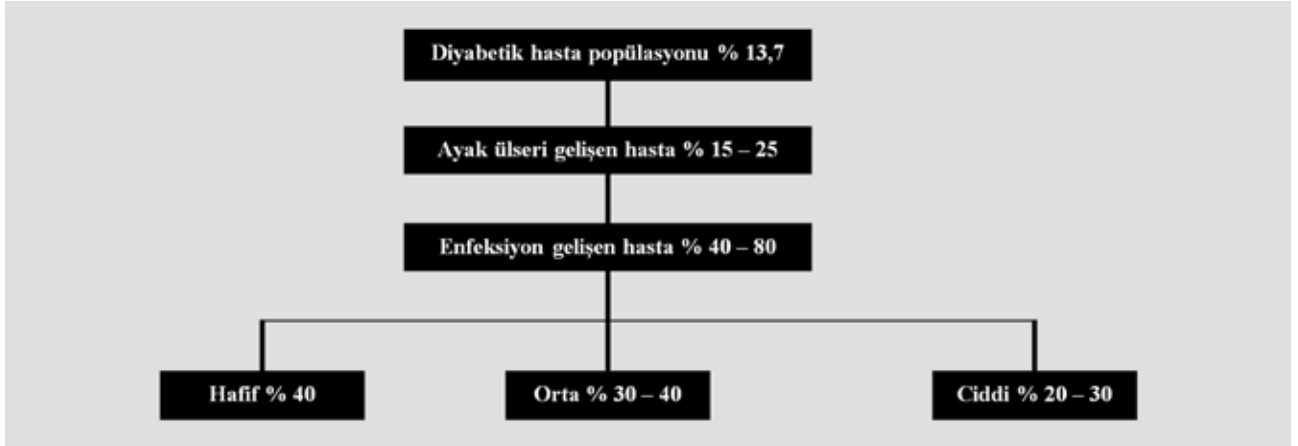 Diyabetik hasta popülasyonu % 13,7
Ayak ülseri gelişen hasta % 15 – 25
Enfeksiyon gelişen hasta % 40 – 80
Hafif % 40
Orta % 30 – 40
Ciddi % 20 – 30